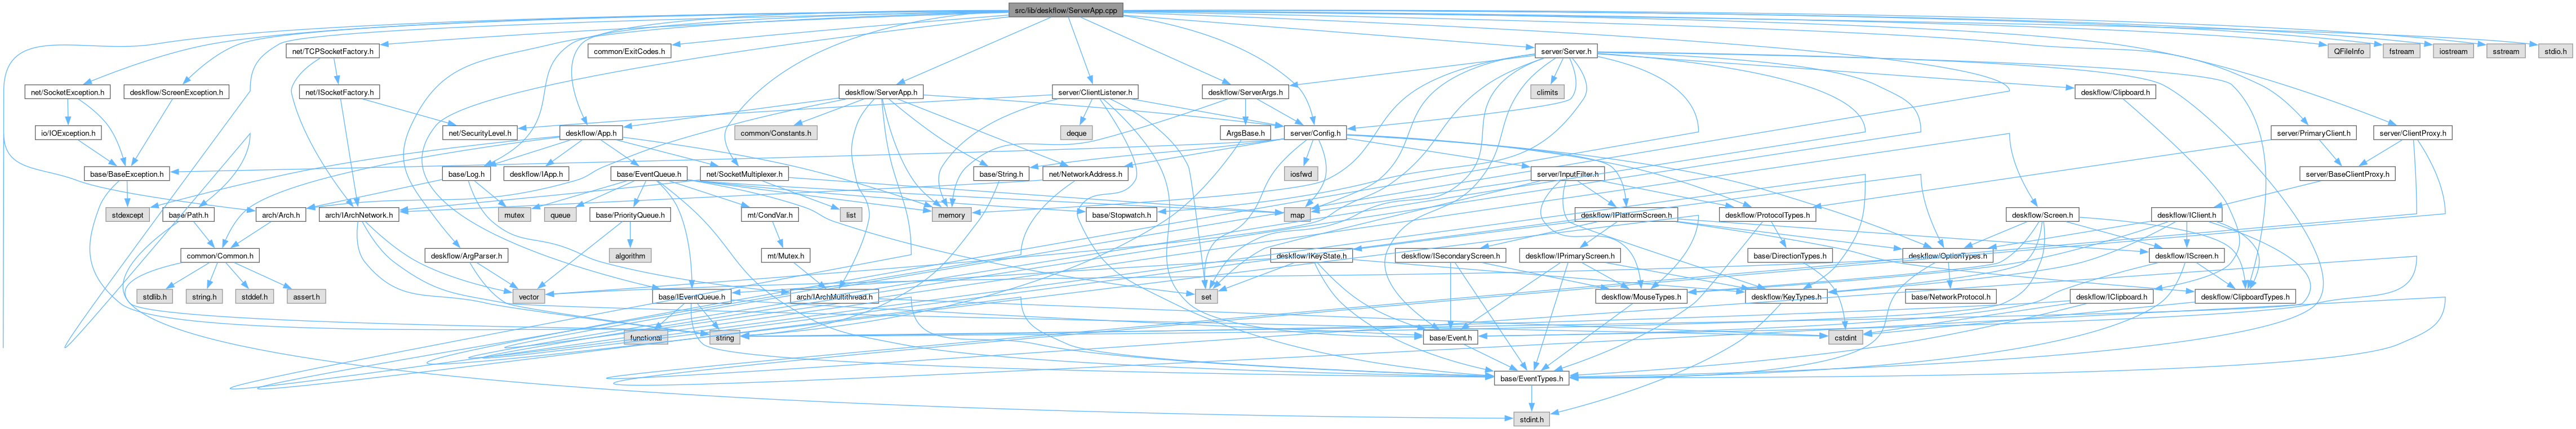 src/lib/deskflow/ServerApp.cpp
net/TCPSocketFactory.h
common/ExitCodes.h
server/Server.h
QFileInfo
fstream
iostream
sstream
stdio.h
net/SocketException.h
deskflow/ScreenException.h
net/ISocketFactory.h
deskflow/ServerApp.h
server/ClientListener.h
deskflow/ServerArgs.h
climits
deskflow/Clipboard.h
io/IOException.h
net/SecurityLevel.h
deskflow/App.h
common/Constants.h
deque
ArgsBase.h
server/Config.h
server/PrimaryClient.h
server/ClientProxy.h
base/BaseException.h
base/Log.h
deskflow/IApp.h
base/EventQueue.h
net/SocketMultiplexer.h
base/String.h
net/NetworkAddress.h
iosfwd
server/InputFilter.h
server/BaseClientProxy.h
stdexcept
base/Path.h
arch/Arch.h
arch/IArchNetwork.h
mutex
queue
base/PriorityQueue.h
mt/CondVar.h
list
memory
base/Stopwatch.h
map
deskflow/IPlatformScreen.h
deskflow/ProtocolTypes.h
deskflow/Screen.h
deskflow/IClient.h
common/Common.h
deskflow/ArgParser.h
algorithm
mt/Mutex.h
deskflow/IKeyState.h
deskflow/ISecondaryScreen.h
deskflow/IPrimaryScreen.h
base/DirectionTypes.h
deskflow/OptionTypes.h
deskflow/IScreen.h
stdlib.h
string.h
stddef.h
assert.h
vector
base/IEventQueue.h
arch/IArchMultithread.h
set
deskflow/MouseTypes.h
deskflow/KeyTypes.h
base/NetworkProtocol.h
deskflow/IClipboard.h
deskflow/ClipboardTypes.h
functional
string
base/Event.h
cstdint
base/EventTypes.h
stdint.h